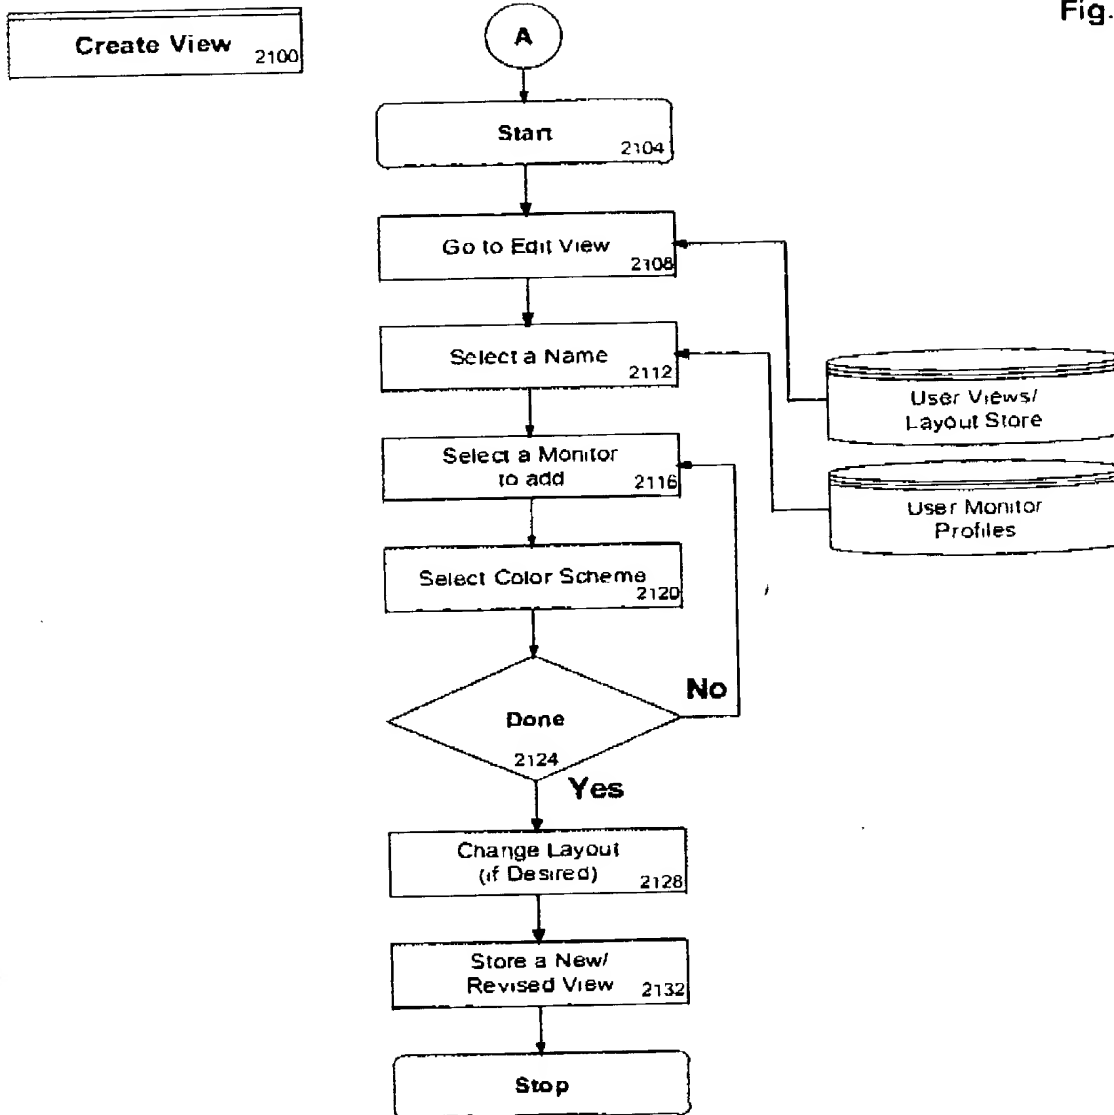 Fig.
Create View
2100
A
Start
2104
Go to Edit View
2108
Select a Name
2112
User Views/
Layout Store
Select a Monitor
to add
2116
User Monitor
Profiles
Select Color Scheme
2120
No
Done
2124
Yes
Change Layout
(if Desired)
2128
Store a New/
Revised View
2132
Stop